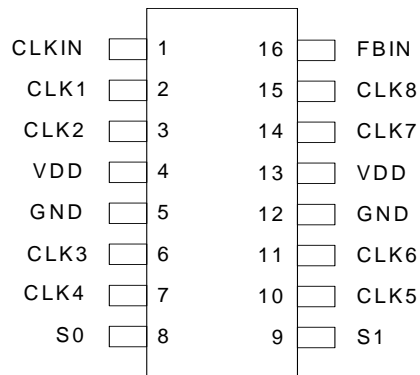 CLKIN 1 16 FBIN
CLK1 2 15 CLK8
CLK2 3 14 CLK7
VDD 4 13 VDD
GND 5 12 GND
CLK3 6 11 CLK6
CLK4 7 10 CLK5
S0 8 9 S1